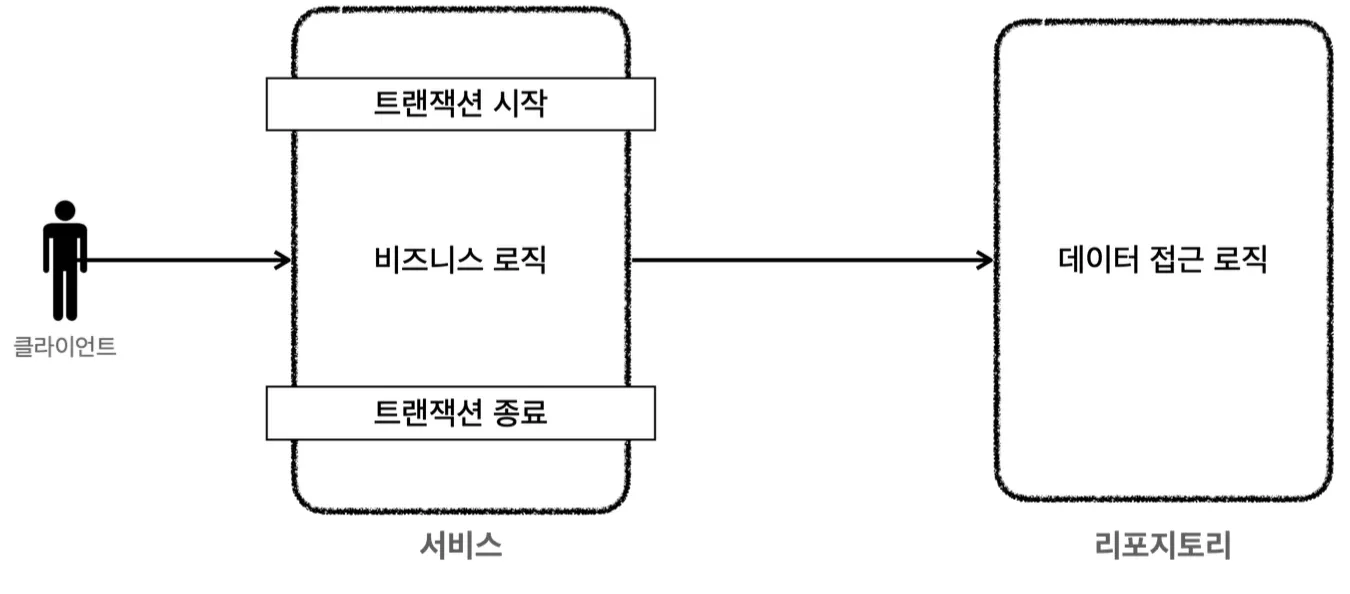 트랜잭션 시작
비즈니스 로직
데이터 접근 로직
클라이언트
트랜잭션 종료
서비스
리포지토리